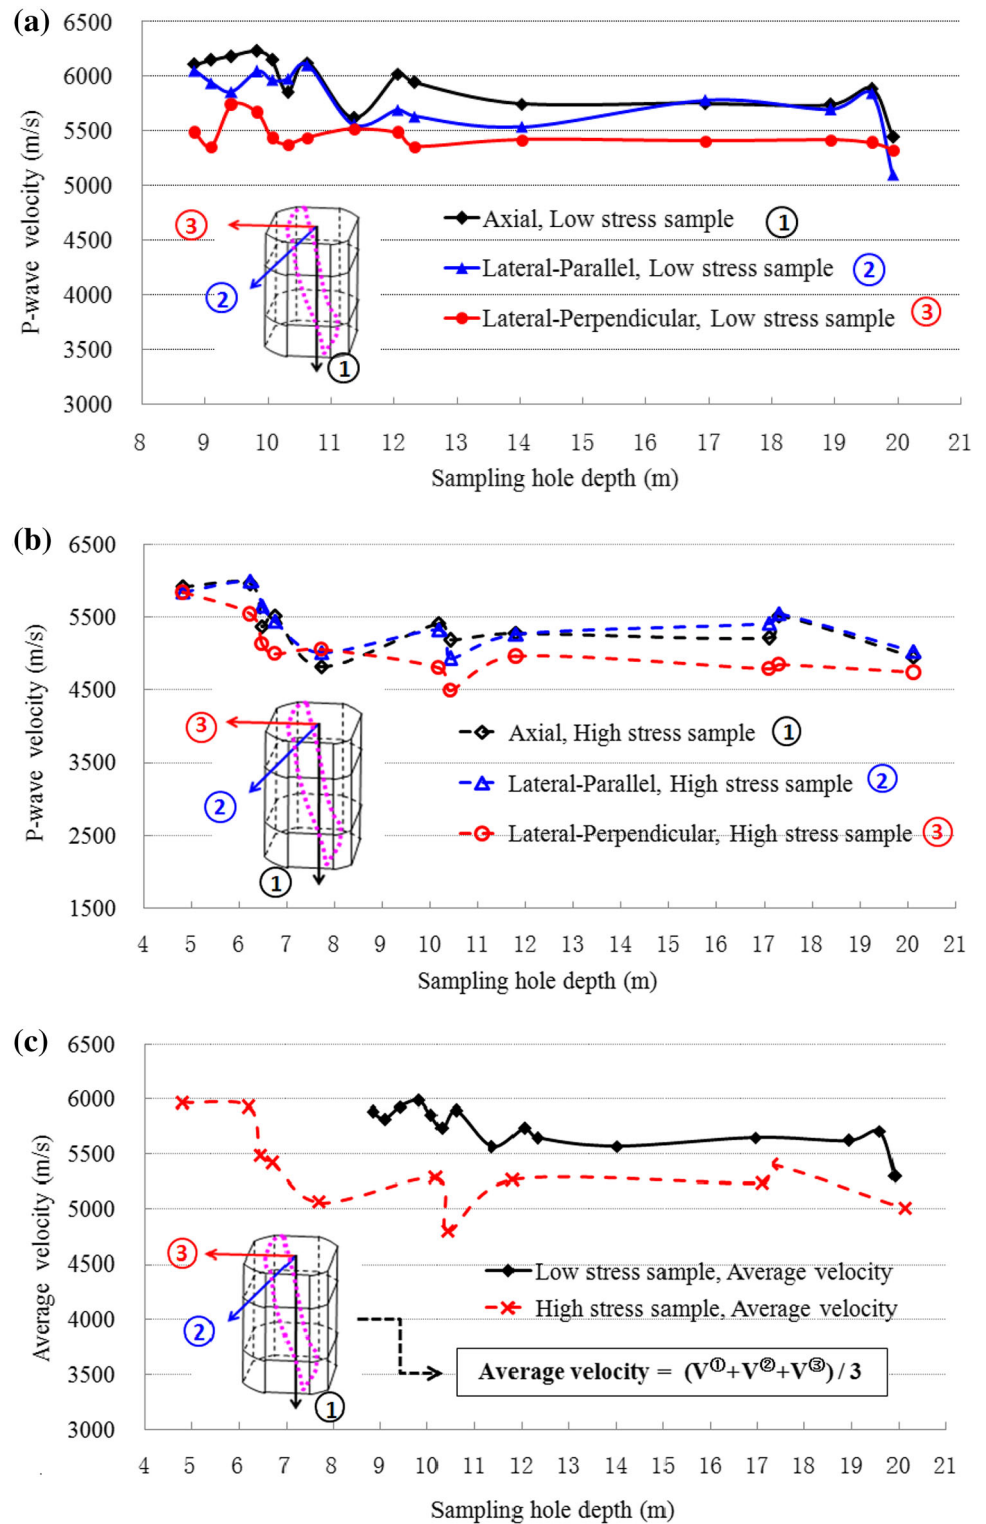 (a)
6500
6000
5500
5000
4500
4000
3500
3000
P-wave velocity (m/s)
③
②
①
Axial, Low stress sample ①
Lateral-Parallel, Low stress sample ②
Lateral-Perpendicular, Low stress sample ③
8 9 10 11 12 13 14 15 16 17 18 19 20 21
Sampling hole depth (m)
(b)
6500
5500
4500
3500
2500
1500
P-wave velocity (m/s)
③
②
①
Axial, High stress sample ①
Lateral-Parallel, High stress sample ②
Lateral-Perpendicular, High stress sample ③
4 5 6 7 8 9 10 11 12 13 14 15 16 17 18 19 20 21
Sampling hole depth (m)
(c)
6500
6000
5500
5000
4500
4000
3500
3000
Average velocity (m/s)
③
②
①
Low stress sample, Average velocity
High stress sample, Average velocity
Average velocity = (V①+V②+V③) / 3
4 5 6 7 8 9 10 11 12 13 14 15 16 17 18 19 20 21
Sampling hole depth (m)